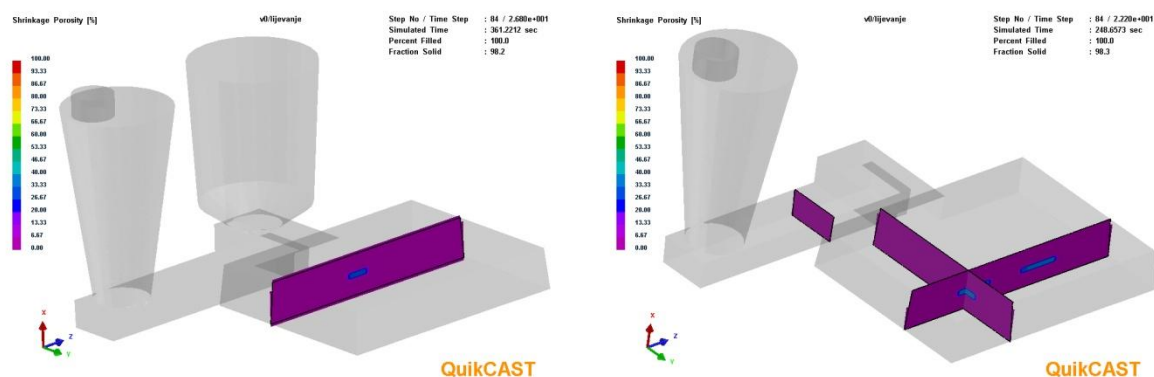 Shrinkage Porosity [%]
v0/lijevanje
Step No / Time Step : 84 / 2.680e+001
Simulated Time : 361.2212 sec
Percent Filled : 100.0
Fraction Solid : 98.2
100.00
93.33
86.67
80.00
73.33
66.67
60.00
53.33
46.67
40.00
33.33
26.67
20.00
13.33
6.67
0.00
X
Z
Y
QuikCAST
Shrinkage Porosity [%]
v0/lijevanje
Step No / Time Step : 84 / 2.220e+001
Simulated Time : 248.6573 sec
Percent Filled : 100.0
Fraction Solid : 98.3
100.00
93.33
86.67
80.00
73.33
66.67
60.00
53.33
46.67
40.00
33.33
26.67
20.00
13.33
6.67
0.00
X
Z
Y
QuikCAST